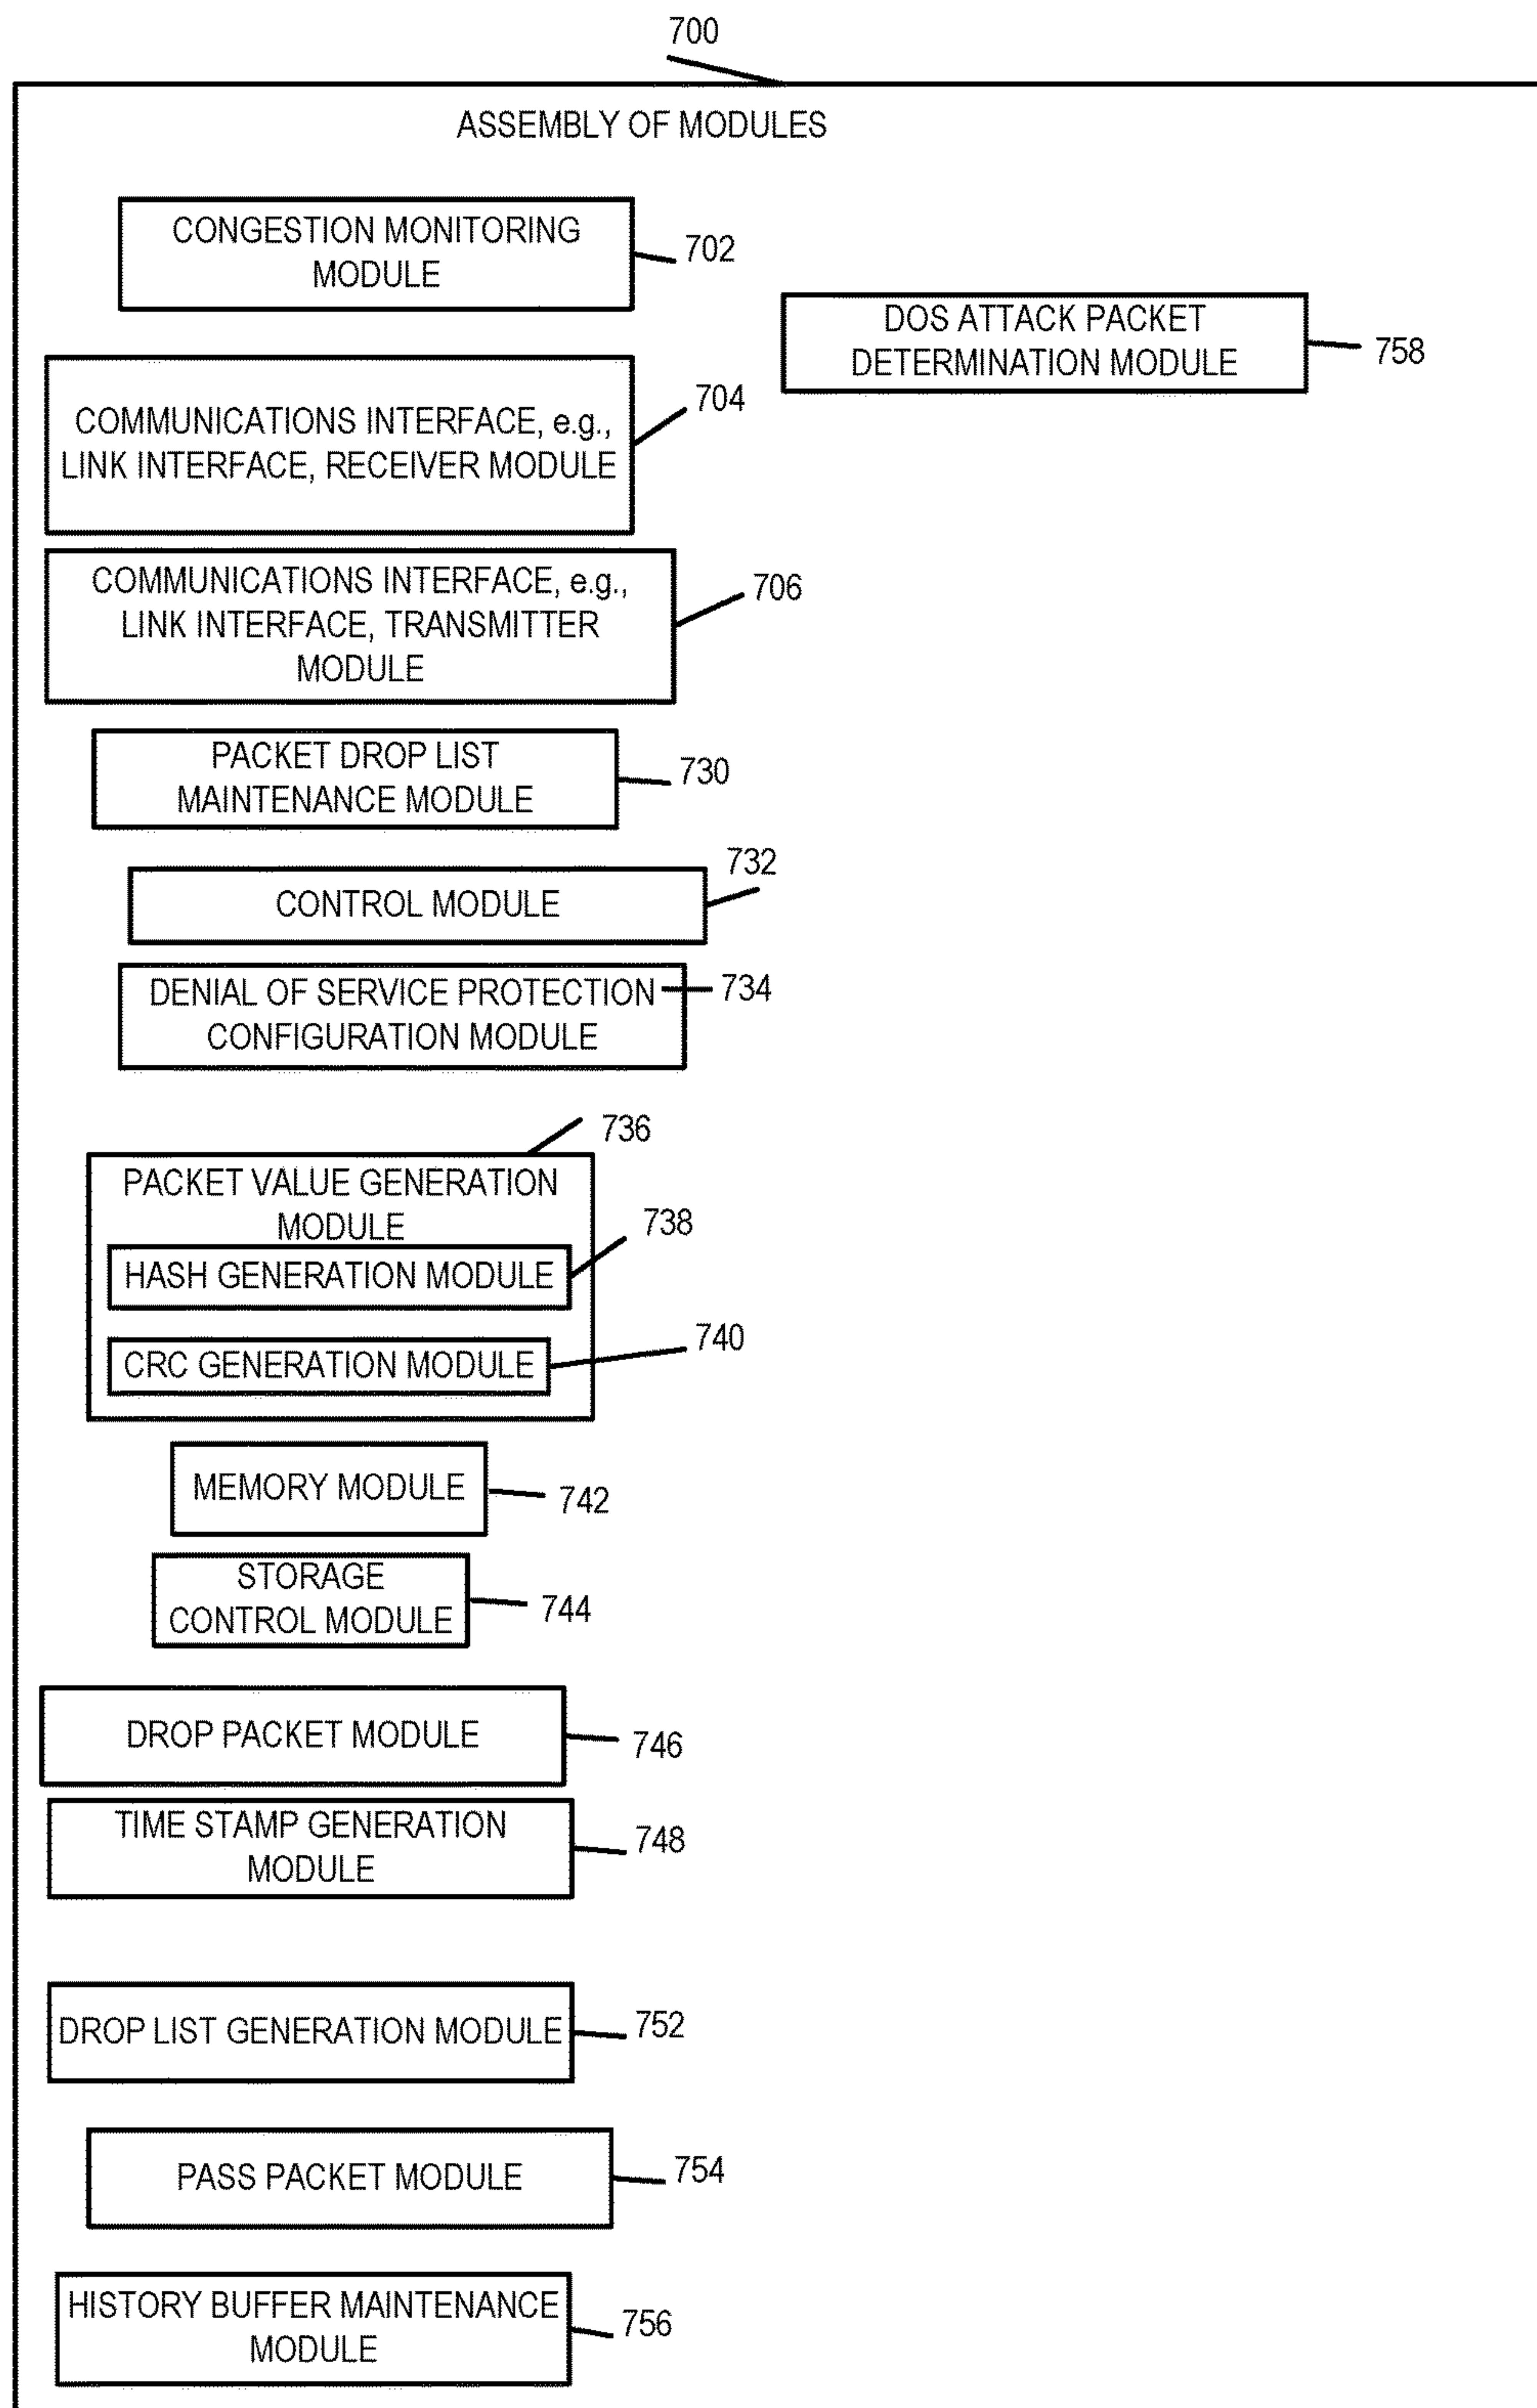 700
ASSEMBLY OF MODULES
CONGESTION MONITORING
MODULE
702
DOS ATTACK PACKET
DETERMINATION MODULE
758
COMMUNICATIONS INTERFACE, e.g.,
LINK INTERFACE, RECEIVER MODULE
704
COMMUNICATIONS INTERFACE, e.g.,
LINK INTERFACE, TRANSMITTER
MODULE
706
PACKET DROP LIST
MAINTENANCE MODULE
730
CONTROL MODULE
732
DENIAL OF SERVICE PROTECTION
CONFIGURATION MODULE
734
736
PACKET VALUE GENERATION
MODULE
HASH GENERATION MODULE
738
CRC GENERATION MODULE
740
MEMORY MODULE
742
STORAGE
CONTROL MODULE
744
DROP PACKET MODULE
746
TIME STAMP GENERATION
MODULE
748
DROP LIST GENERATION MODULE
752
PASS PACKET MODULE
754
HISTORY BUFFER MAINTENANCE
MODULE
756